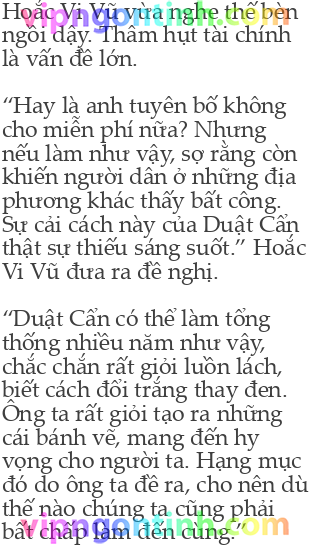 Hoắc Vi Vũ vừa nghe thế bèn
vipngontinh.com
ngồi dậy. Thâm hụt tài chính
là vấn đề lớn.
“Hay là anh tuyên bố không
cho miễn phí nữa? Nhưng
nếu làm như vậy, sợ rằng còn
khiến người dân ở những địa
phương khác thấy bất công.
Sự cải cách này của Duật Cẩn
thật sự thiếu sáng suốt.” Hoắc
Vi Vũ đưa ra đề nghị.
“Duật Cẩn có thể làm tổng
thống nhiều năm như vậy,
chắc chắn rất giỏi luồn lách,
biết cách đổi trắng thay đen.
Ông ta rất giỏi tạo ra những
cái bánh vẽ, mang đến hy
vọng cho người ta. Hạng mục
đó do ông ta đề ra, cho nên dù
thế nào chúng ta cũng phải
bất chấp làm đến cùng.”
vipngontinh.com